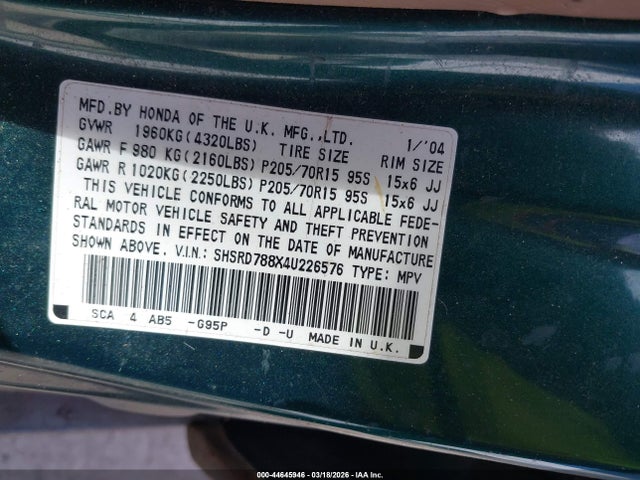 MFD.BY HONDA OF THE U.K. MFG.,LTD. 1/'04
GVWR 1960KG(4320LBS) TIRE SIZE RIM SIZE
GAWR F 980 KG(2160LBS) P205/70R15 95S 15x6 JJ
GAWR R 1020KG(2250LBS) P205/70R15 95S 15x6 JJ
THIS VEHICLE CONFORMS TO ALL APPLICABLE FEDE-
RAL MOTOR VEHICLE SAFETY AND THEFT PREVENTION
STANDARDS IN EFFECT ON THE DATE OF MANUFACTURE
SHOWN ABOVE. V.I.N.: SHSRD788X4U226576 TYPE: MPV
SCA 4 AB5 -G95P -D -U MADE IN U.K.
000-44645946 - 03/18/2026 - IAA Inc.